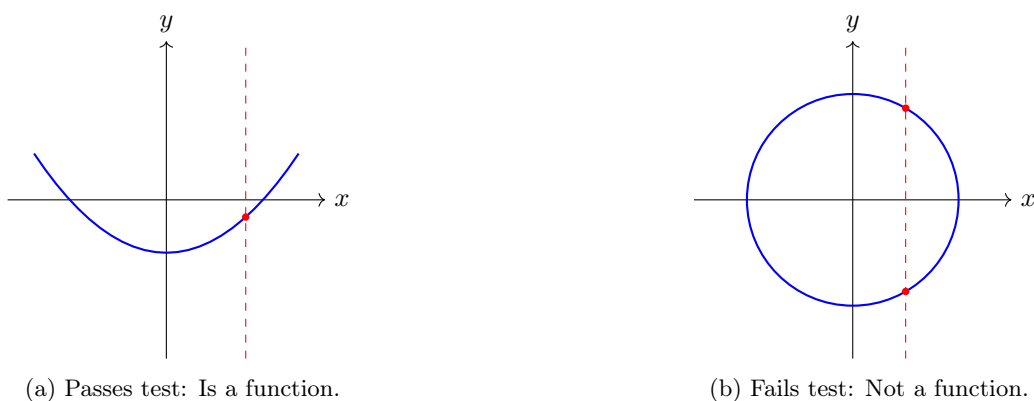 y
x
(a) Passes test: Is a function.
y
x
(b) Fails test: Not a function.